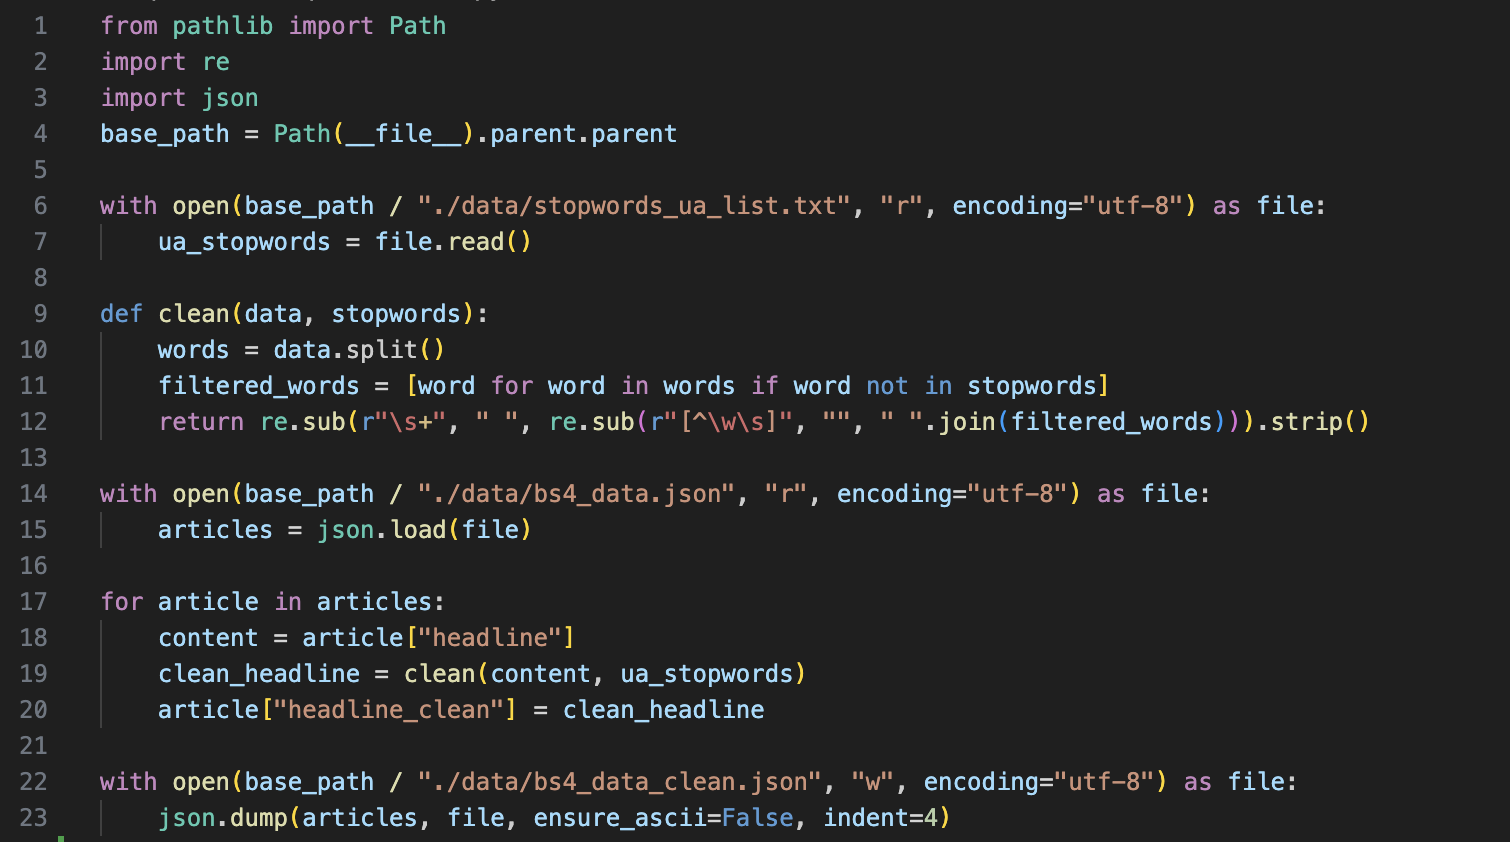 1 from pathlib import Path
2 import re
3 import json
4 base_path = Path(__file__).parent.parent
5
6 with open(base_path / "./data/stopwords_ua_list.txt", "r", encoding="utf-8") as file:
7     ua_stopwords = file.read()
8
9 def clean(data, stopwords):
10     words = data.split()
11     filtered_words = [word for word in words if word not in stopwords]
12     return re.sub(r"\s+", " ", re.sub(r"[^\w\s]", "", " ".join(filtered_words))).strip()
13
14 with open(base_path / "./data/bs4_data.json", "r", encoding="utf-8") as file:
15     articles = json.load(file)
16
17 for article in articles:
18     content = article["headline"]
19     clean_headline = clean(content, ua_stopwords)
20     article["headline_clean"] = clean_headline
21
22 with open(base_path / "./data/bs4_data_clean.json", "w", encoding="utf-8") as file:
23     json.dump(articles, file, ensure_ascii=False, indent=4)